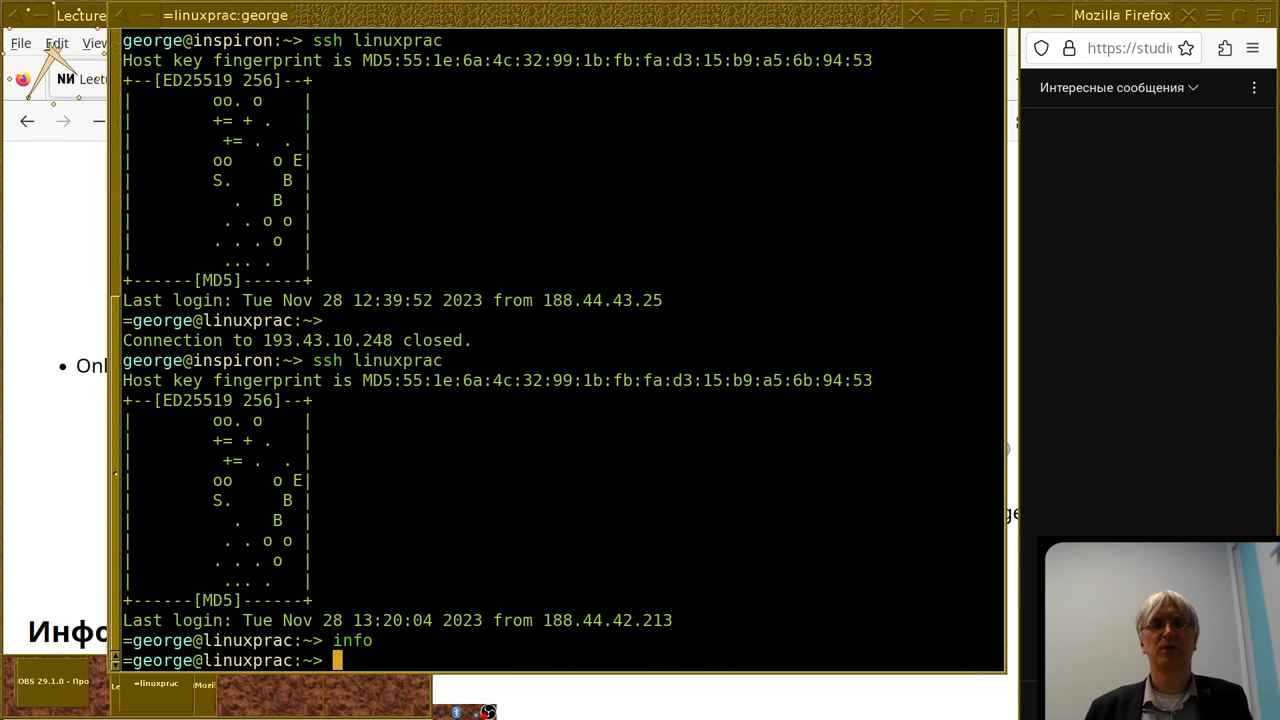 Lecture
=linuxprac:george
Mozilla Firefox
File Edit View
https://studi
Интересные сообщения
• Onl
Инфо
george@inspiron:~> ssh linuxprac
Host key fingerprint is MD5:55:1e:6a:4c:32:99:1b:fb:fa:d3:15:b9:a5:6b:94:53
+--[ED25519 256]--+
|        oo. o    |
|        += + .   |
|         += .  . |
|        oo    o E|
|        S.     B |
|          .   B  |
|         . . o o |
|        . . . o  |
|         ... .   |
+------[MD5]------+
Last login: Tue Nov 28 12:39:52 2023 from 188.44.43.25
=george@linuxprac:~>
Connection to 193.43.10.248 closed.
george@inspiron:~> ssh linuxprac
Host key fingerprint is MD5:55:1e:6a:4c:32:99:1b:fb:fa:d3:15:b9:a5:6b:94:53
+--[ED25519 256]--+
|        oo. o    |
|        += + .   |
|         += .  . |
|        oo    o E|
|        S.     B |
|          .   B  |
|         . . o o |
|        . . . o  |
|         ... .   |
+------[MD5]------+
Last login: Tue Nov 28 13:20:04 2023 from 188.44.42.213
=george@linuxprac:~> info
=george@linuxprac:~>
OBS 29.1.0 - Про
Le
=linuxprac
Mozil